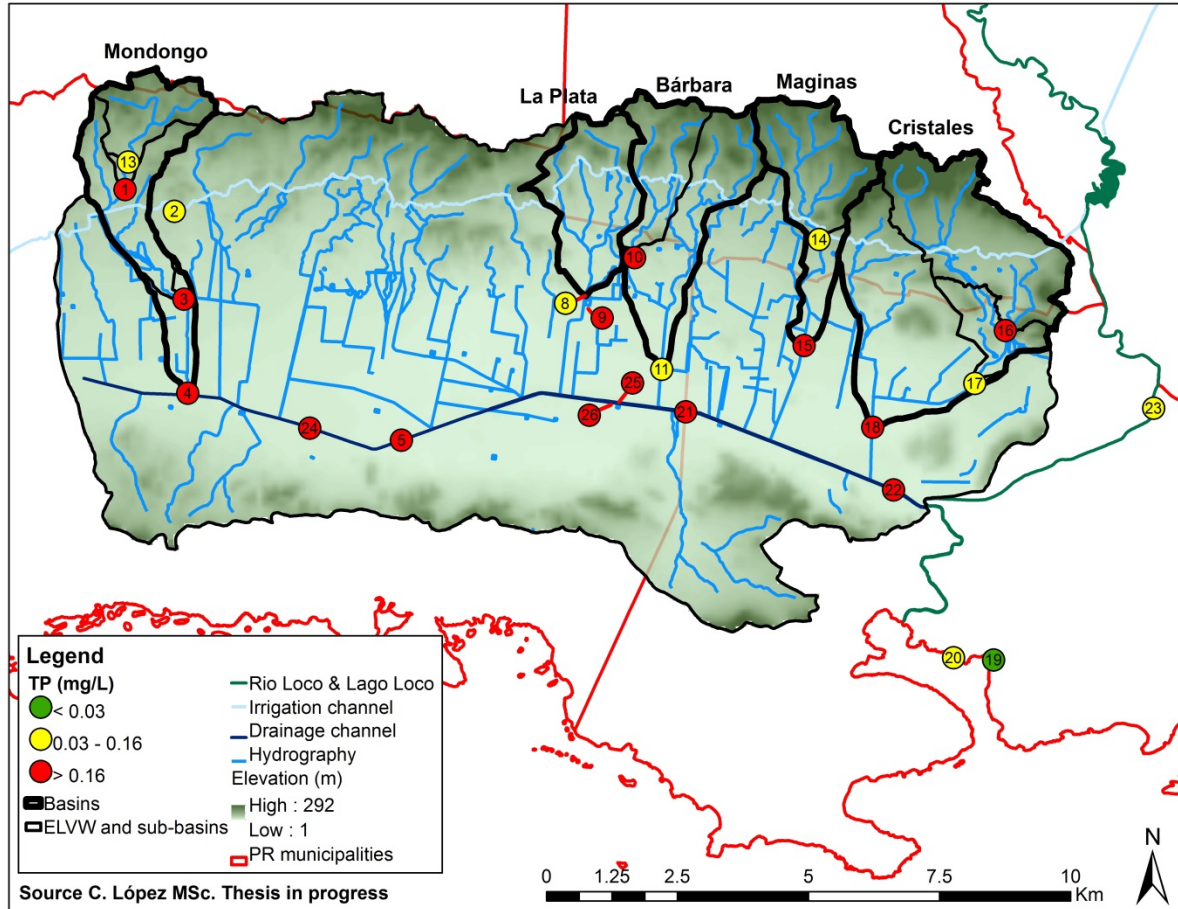 Mondongo
La Plata
Bárbara
Maginas
Cristales
13
1
2
3
4
8
9
10
11
14
15
16
17
18
23
25
26
21
24
5
22
20
19
Legend
TP (mg/L)
< 0.03
0.03 - 0.16
> 0.16
Basins
ELVW and sub-basins
Rio Loco & Lago Loco
Irrigation channel
Drainage channel
Hydrography
Elevation (m)
High : 292
Low : 1
PR municipalities
Source C. López MSc. Thesis in progress
0 1.25 2.5 5 7.5 10
Km
N